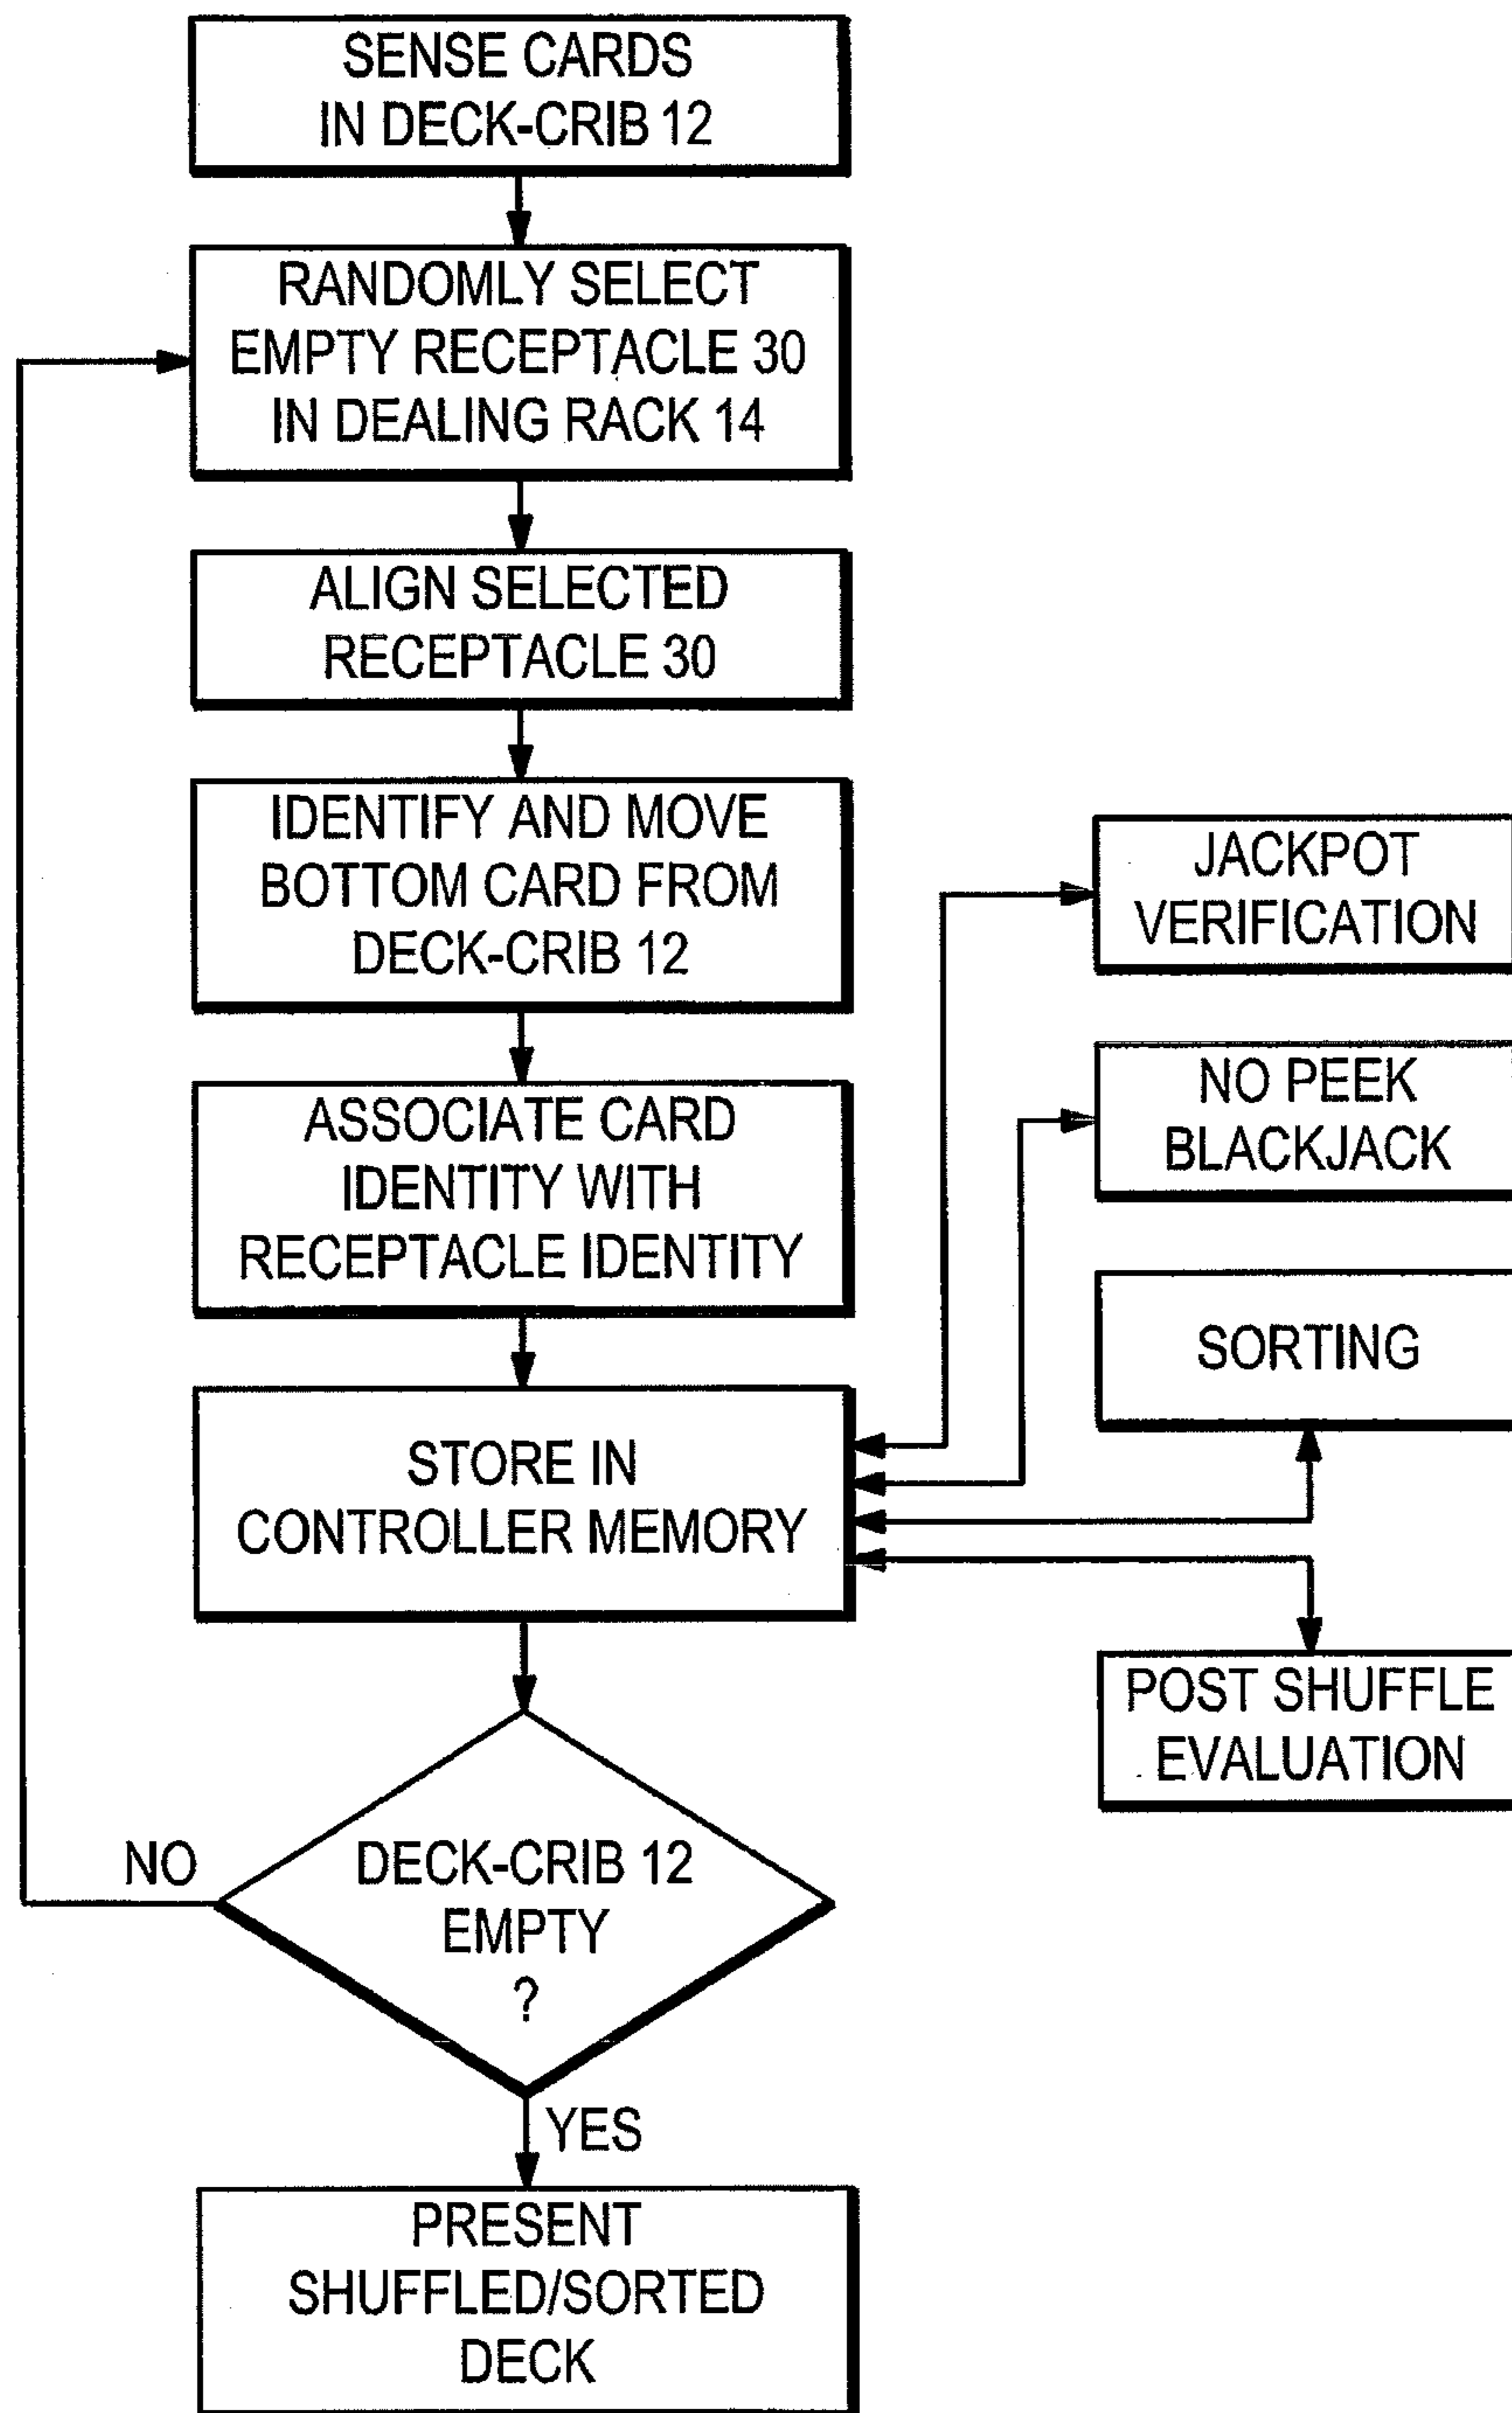 SENSE CARDS
IN DECK-CRIB 12
RANDOMLY SELECT
EMPTY RECEPTACLE 30
IN DEALING RACK 14
ALIGN SELECTED
RECEPTACLE 30
IDENTIFY AND MOVE
BOTTOM CARD FROM
DECK-CRIB 12
ASSOCIATE CARD
IDENTITY WITH
RECEPTACLE IDENTITY
STORE IN
CONTROLLER MEMORY
JACKPOT
VERIFICATION
NO PEEK
BLACKJACK
SORTING
POST SHUFFLE
EVALUATION
NO
DECK-CRIB 12
EMPTY
?
YES
PRESENT
SHUFFLED/SORTED
DECK